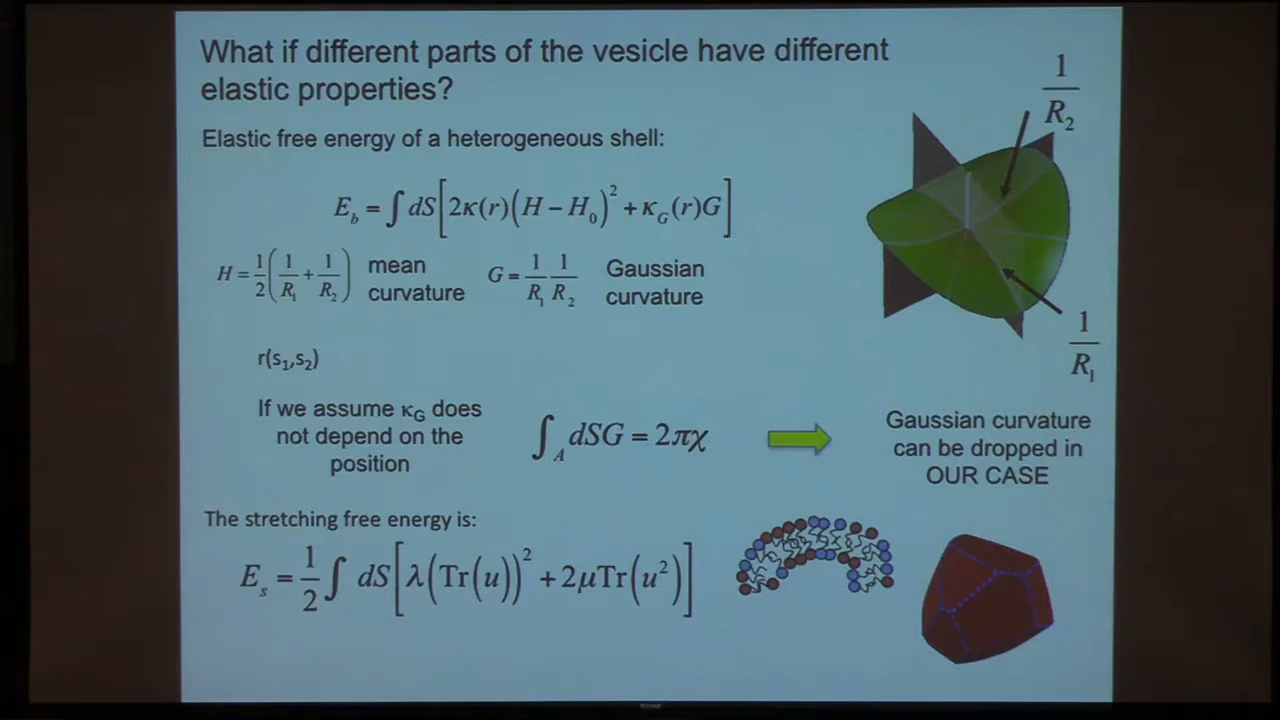 What if different parts of the vesicle have different
elastic properties?
Elastic free energy of a heterogeneous shell:
E_b = ∫ dS[2κ(r)(H − H_0)^2 + κ_G(r)G]
H = 1/2(1/R_1 + 1/R_2)
mean
curvature
G = 1/R_1 1/R_2
Gaussian
curvature
1/R_2
1/R_1
r(s₁,s₂)
If we assume κ_G does
not depend on the
position
∫_A dSG = 2πχ
Gaussian curvature
can be dropped in
OUR CASE
The stretching free energy is:
E_s = 1/2 ∫ dS[λ(Tr(u))^2 + 2μTr(u^2)]